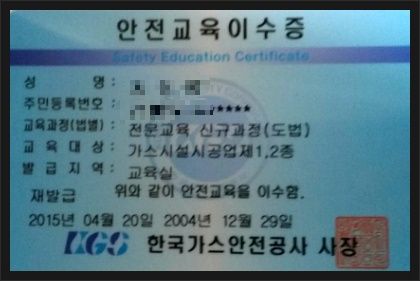 안전교육이수증
Safety Education Certificate
성 명 :
주민등록번호 : ****
교육과정(법별) : 전문교육 신규과정(도법)
교 육 대 상 : 가스시설시공업제1,2종
발 급 지 역 : 교육실
재발급 위와 같이 안전교육을 이수함.
2015년 04월 20일 2004년 12월 29일
KGS 한국가스안전공사 사장